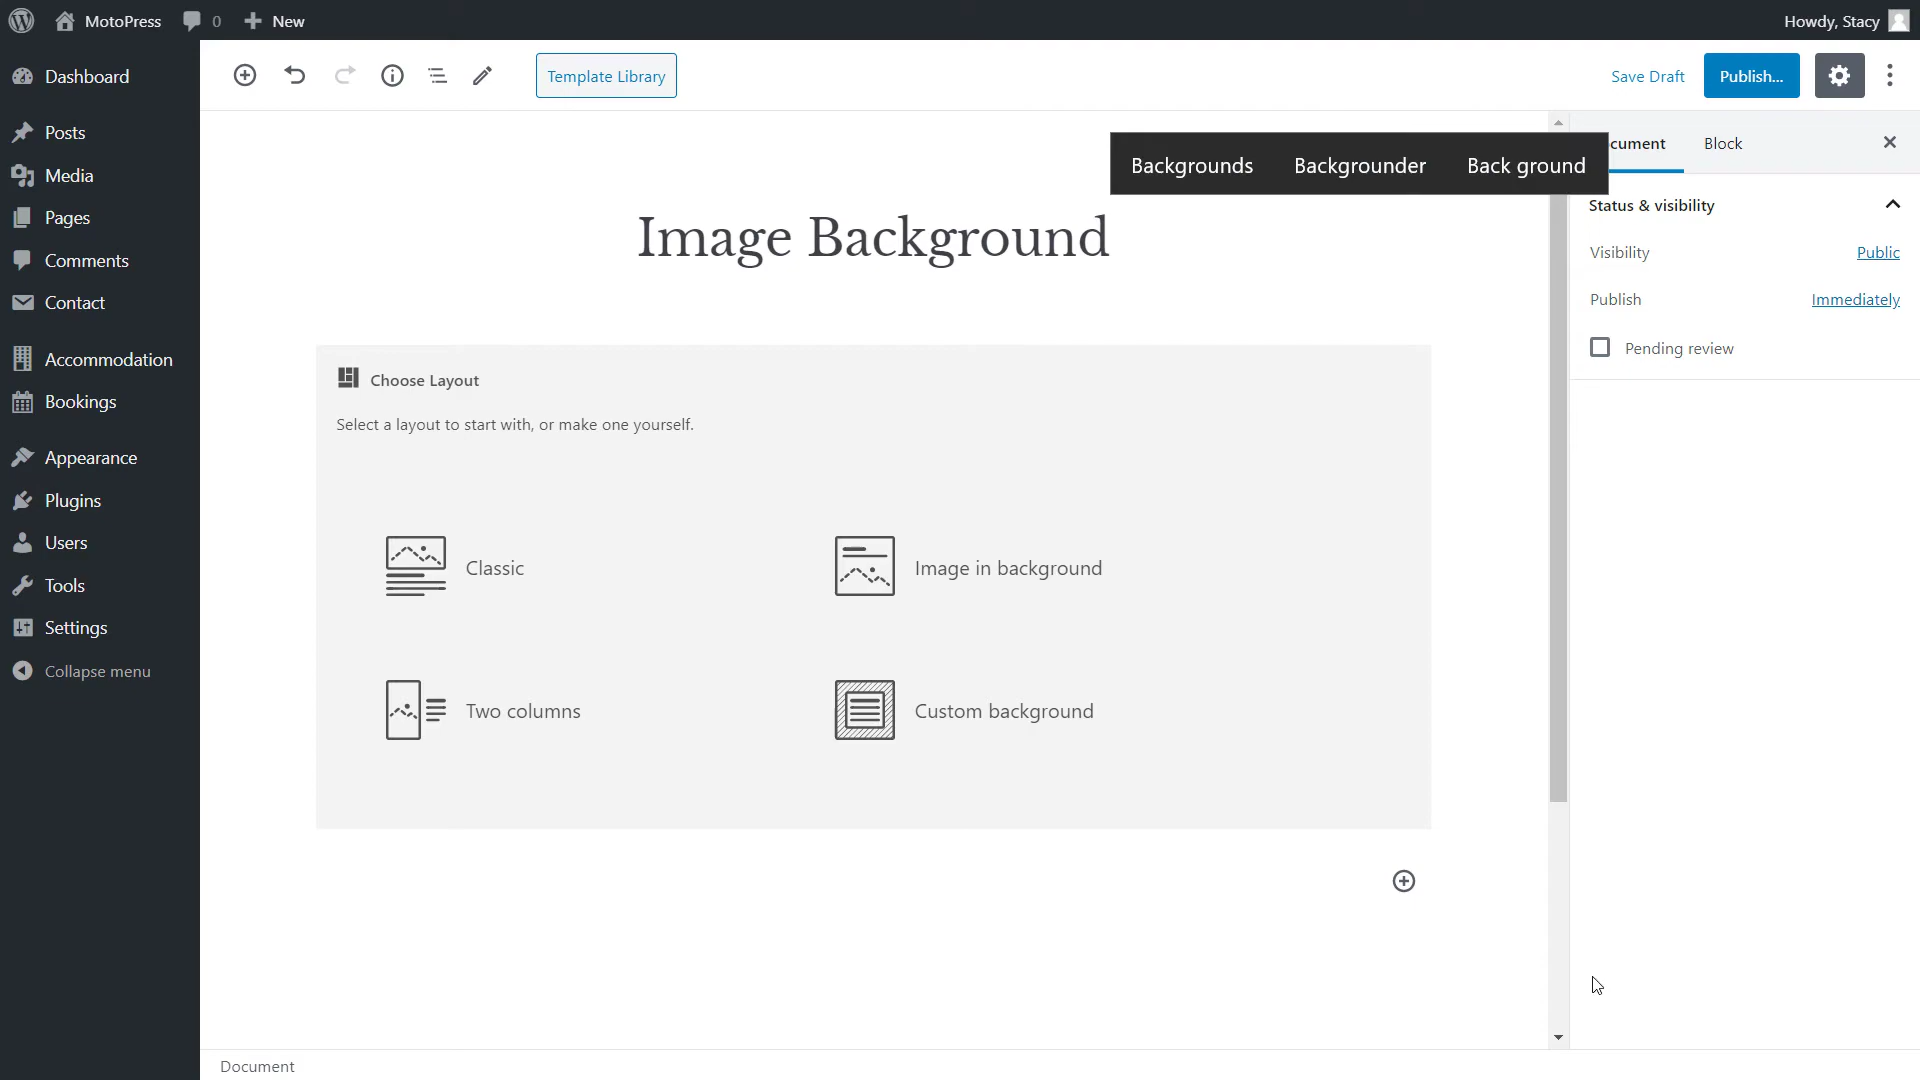 MotoPress 0 New Howdy, Stacy
Dashboard
Posts
Media
Pages
Comments
Contact
Accommodation
Bookings
Appearance
Plugins
Users
Tools
Settings
Collapse menu
Template Library
Save Draft Publish...
Backgrounds Backgrounder Back ground
cument Block
Image Background
Status & visibility
Visibility Public
Publish Immediately
Pending review
Choose Layout
Select a layout to start with, or make one yourself.
Classic Image in background
Two columns Custom background
Document